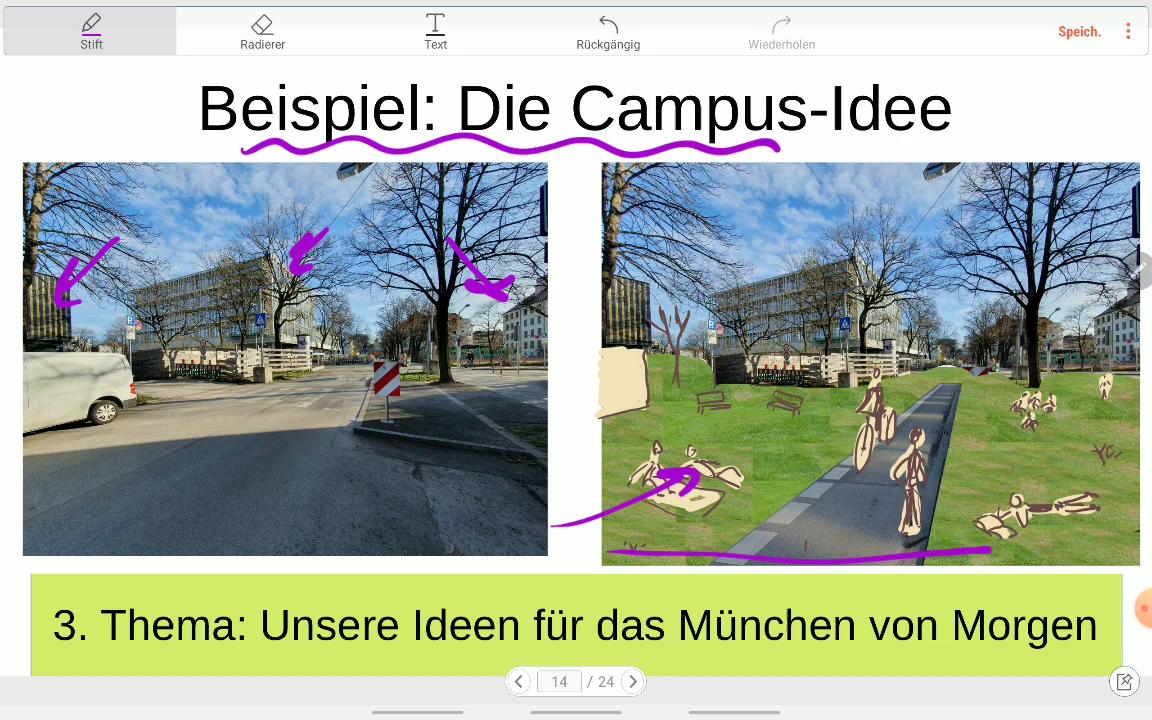 Stift
Radierer
Text
Rückgängig
Wiederholen
Speich.
Beispiel: Die Campus-Idee
3. Thema: Unsere Ideen für das München von Morgen
14 / 24